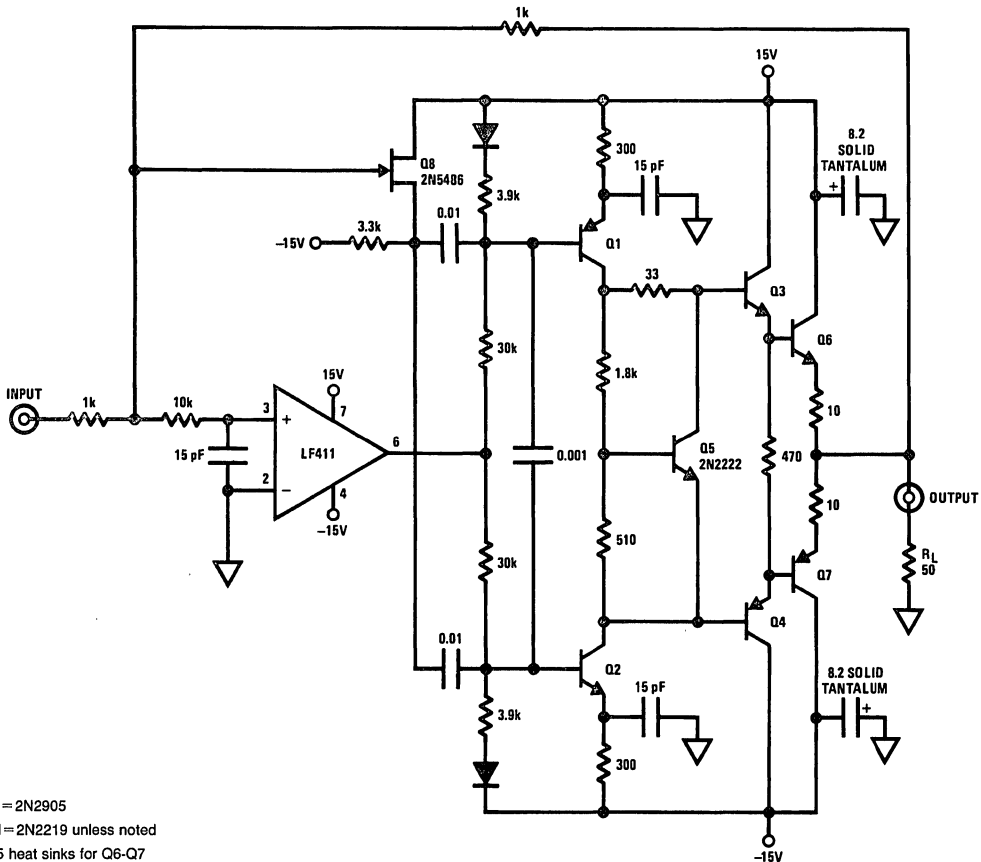 1k
15V
Q8
2N5486
300
15 pF
8.2
SOLID
TANTALUM
+
3.9k
0.01
3.3k
–15V
Q1
33
Q3
Q6
30k
1.8k
10
INPUT
1k
10k
15V
7
3
+
LF411
6
15 pF
2
–
4
–15V
0.001
Q5
2N2222
470
OUTPUT
10
510
30k
RL
50
Q7
Q4
0.01
Q2
15 pF
8.2 SOLID
TANTALUM
+
3.9k
300
–15V
=2N2905
=2N2219 unless noted
heat sinks for Q6-Q7